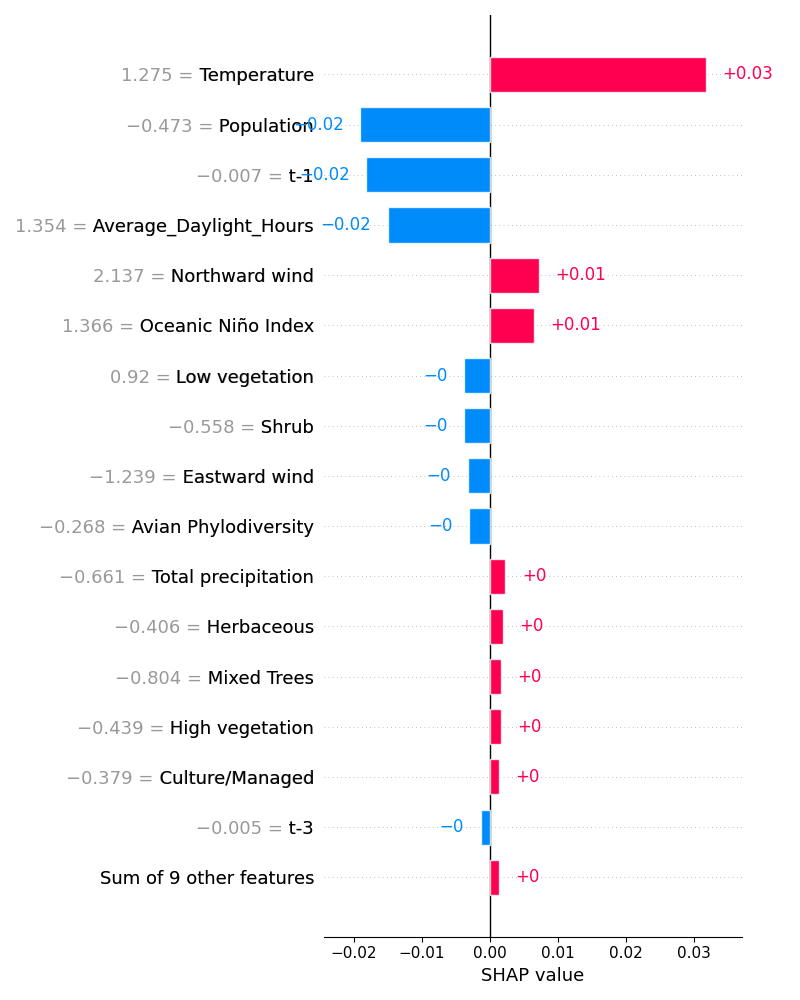 1.275 = Temperature +0.03
−0.473 = Population −0.02
−0.007 = t-1 −0.02
1.354 = Average_Daylight_Hours −0.02
2.137 = Northward wind +0.01
1.366 = Oceanic Niño Index +0.01
0.92 = Low vegetation −0
−0.558 = Shrub −0
−1.239 = Eastward wind −0
−0.268 = Avian Phylodiversity −0
−0.661 = Total precipitation +0
−0.406 = Herbaceous +0
−0.804 = Mixed Trees +0
−0.439 = High vegetation +0
−0.379 = Culture/Managed +0
−0.005 = t-3 −0
Sum of 9 other features +0
−0.02 −0.01 0.00 0.01 0.02 0.03
SHAP value